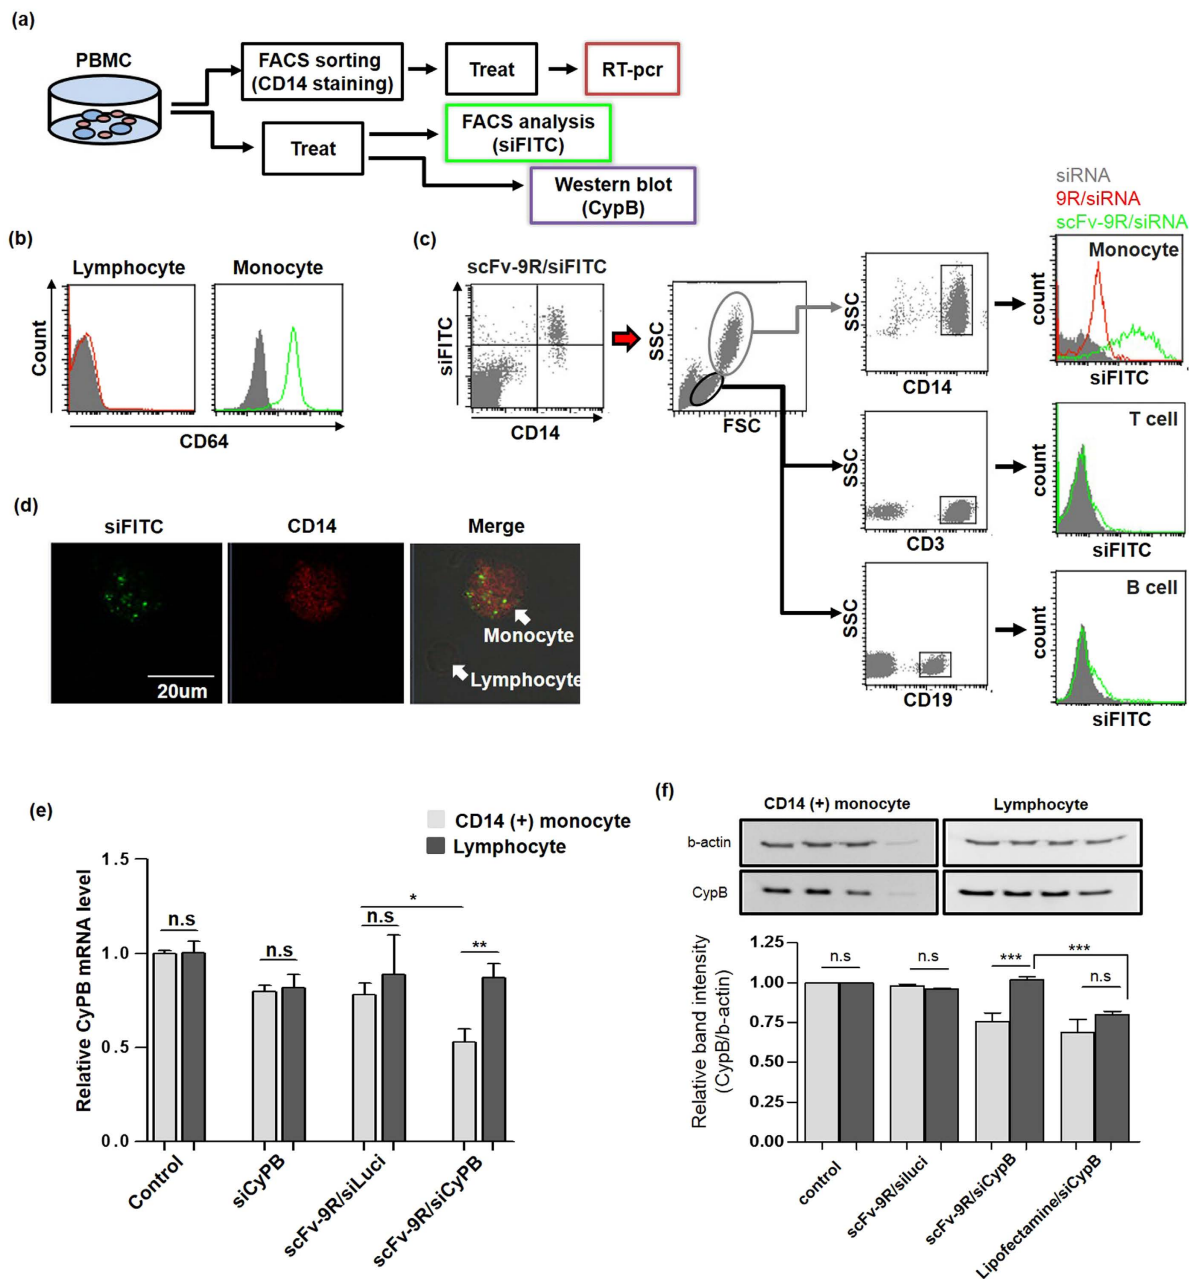 (a)
PBMC
FACS sorting
(CD14 staining)
Treat
RT-pcr
Treat
FACS analysis
(siFITC)
Western blot
(CypB)
(b)
Lymphocyte
Monocyte
Count
CD64
(c)
scFv-9R/siFITC
siFITC
CD14
SSC
FSC
SSC
CD14
siRNA
9R/siRNA
scFv-9R/siRNA
Monocyte
count
siFITC
SSC
CD3
T cell
count
siFITC
SSC
CD19
B cell
count
siFITC
(d)
siFITC
CD14
Merge
20um
Monocyte
Lymphocyte
(e)
CD14 (+) monocyte
Lymphocyte
Relative CyPB mRNA level
1.5
1.0
0.5
0.0
n.s
n.s
n.s
*
**
Control
siCyPB
scFv-9R/siLuci
scFv-9R/siCyPB
(f)
CD14 (+) monocyte
Lymphocyte
b-actin
CypB
Relative band intensity
(CypB/b-actin)
1.25
1.00
0.75
0.50
0.25
0.00
n.s
n.s
***
***
n.s
control
scFv-9R/siluci
scFv-9R/siCypB
Lipofectamine/siCypB